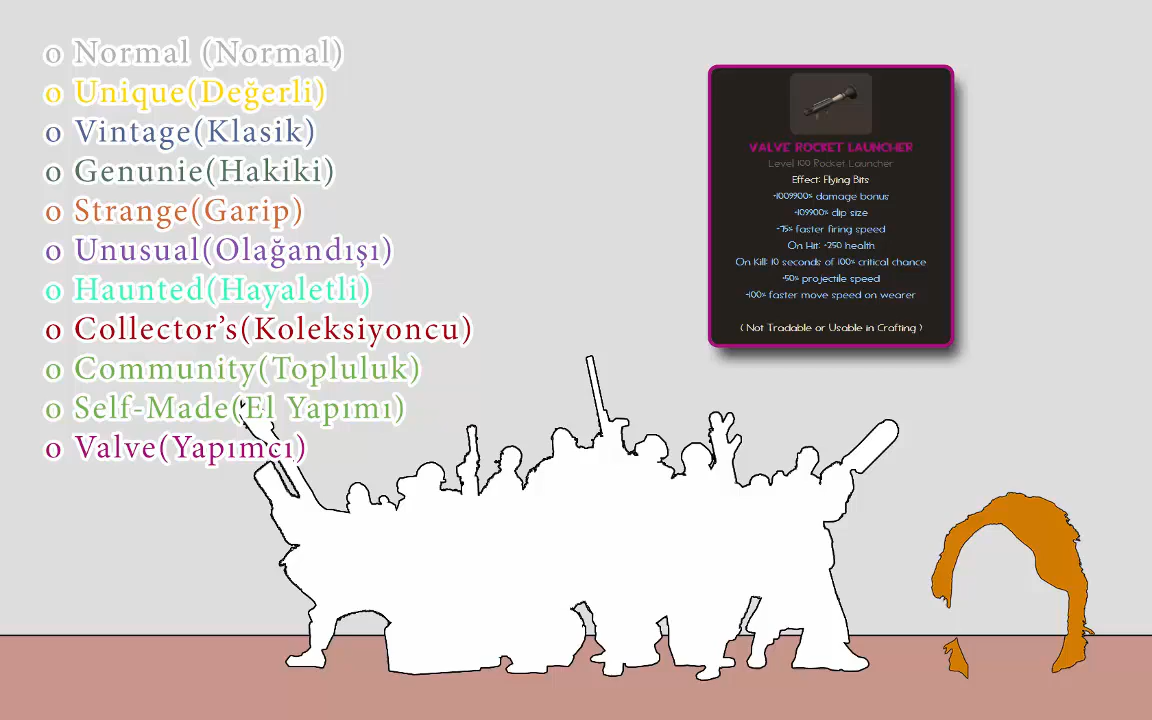 o Normal (Normal)
o Unique(Değerli)
o Vintage(Klasik)
o Genunie(Hakiki)
o Strange(Garip)
o Unusual(Olağandışı)
o Haunted(Hayaletli)
o Collector's(Koleksiyoncu)
o Community(Topluluk)
o Self-Made(El Yapımı)
o Valve(Yapımcı)
VALVE ROCKET LAUNCHER
Level 100 Rocket Launcher
Effect: Flying Bits
+1009900% damage bonus
+109900% clip size
+75% faster firing speed
On Hit: +250 health
On Kill: 10 seconds of 100% critical chance
+50% projectile speed
+100% faster move speed on wearer
( Not Tradable or Usable in Crafting )